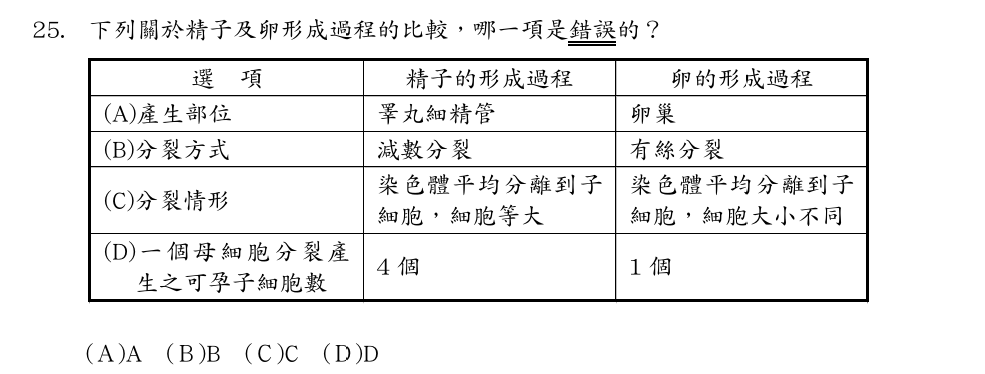 25. 下列關於精子及卵形成過程的比較，哪一項是錯誤的？
選 項 精子的形成過程 卵的形成過程
(A)產生部位 睪丸細精管 卵巢
(B)分裂方式 減數分裂 有絲分裂
(C)分裂情形 染色體平均分離到子細胞，細胞等大 染色體平均分離到子細胞，細胞大小不同
(D)一個母細胞分裂產生之可孕子細胞數 4 個 1 個
(A)A (B)B (C)C (D)D